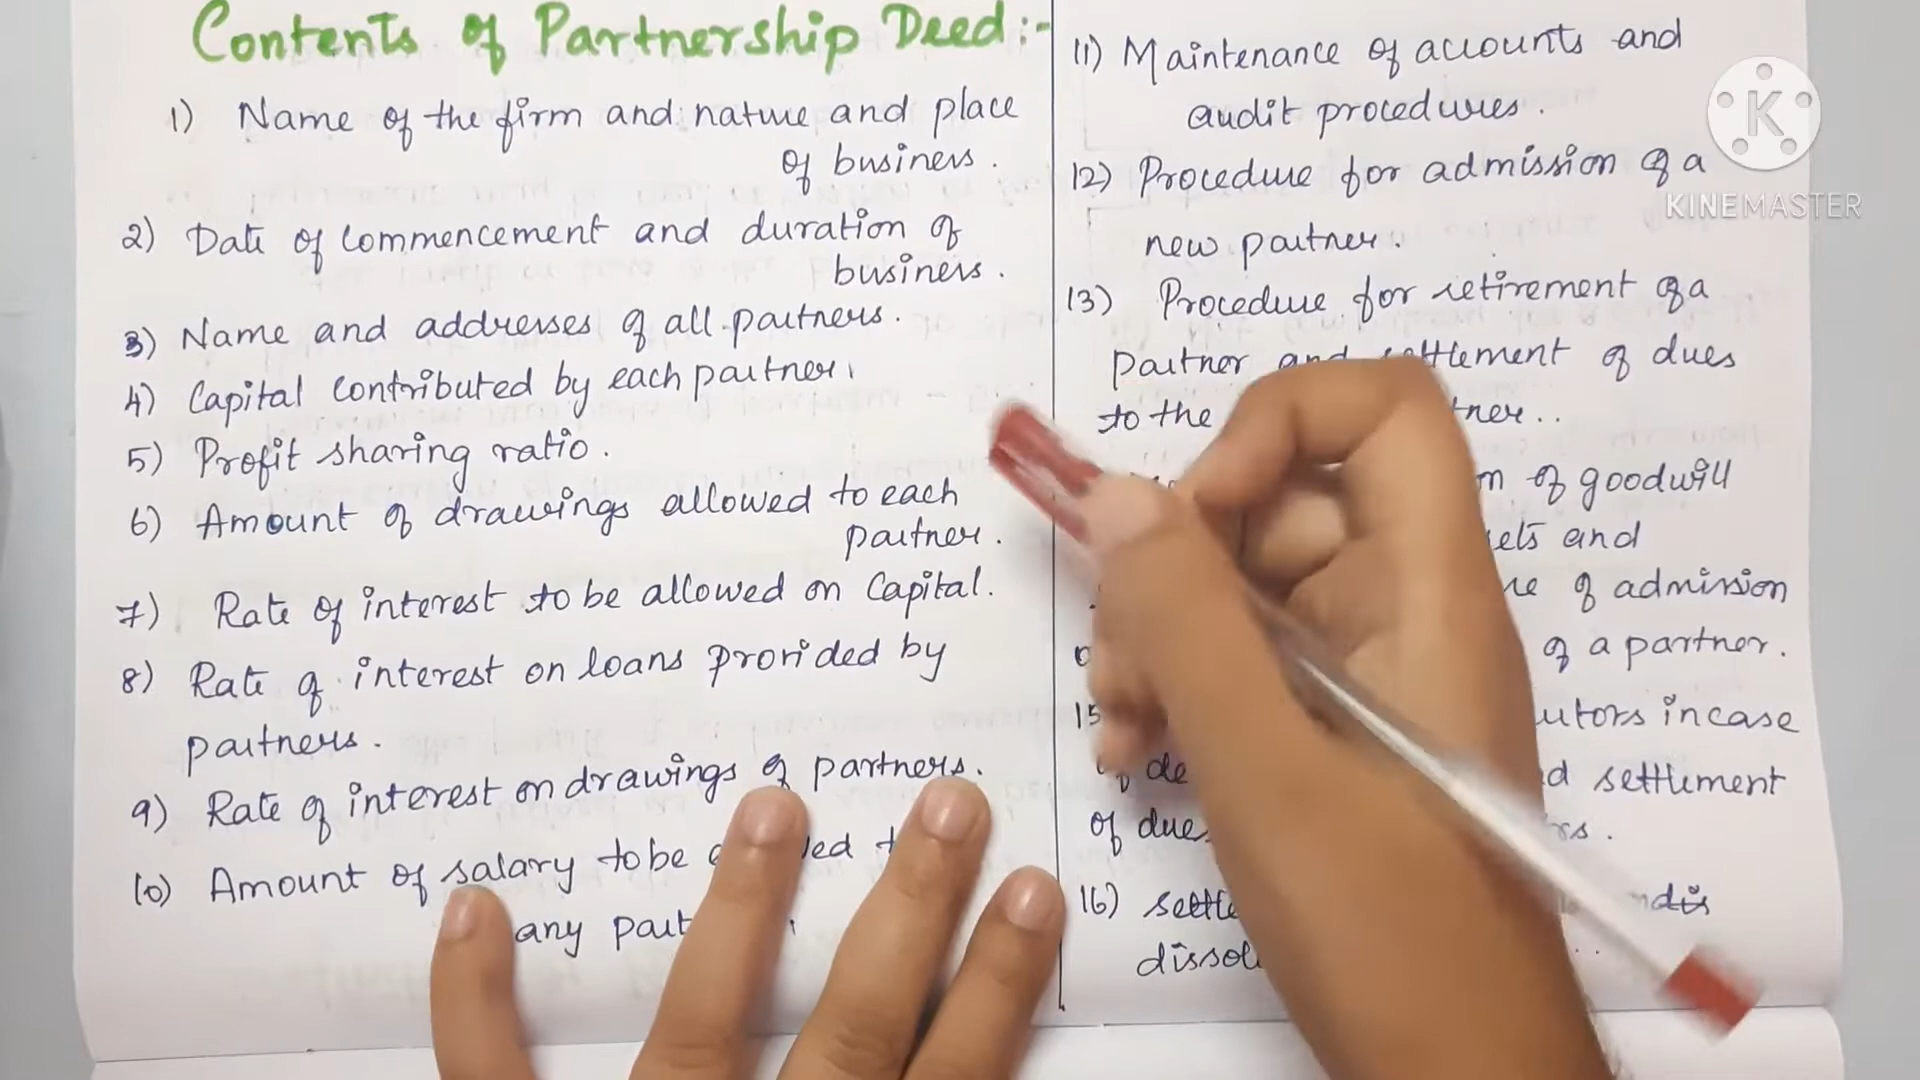 Contents of Partnership Deed:-
1) Name of the firm and nature and place
of business.
2) Date of Commencement and duration of
business.
3) Name and addresses of all partners.
4) Capital Contributed by each partner.
5) Profit sharing ratio.
6) Amount of drawings allowed to each
partner.
7) Rate of interest to be allowed on Capital.
8) Rate of interest on loans provided by
partners.
9) Rate of interest on drawings of partners.
10) Amount of salary to be
any
11) Maintenance of accounts and
audit procedures.
12) Procedure for admission of a
new partner.
13) Procedure for retirement of a
partner and settlement of dues
to the
of goodwill
and
of admission
of a partner.
15
incase
settlement
of dues
16)
KINEMASTER